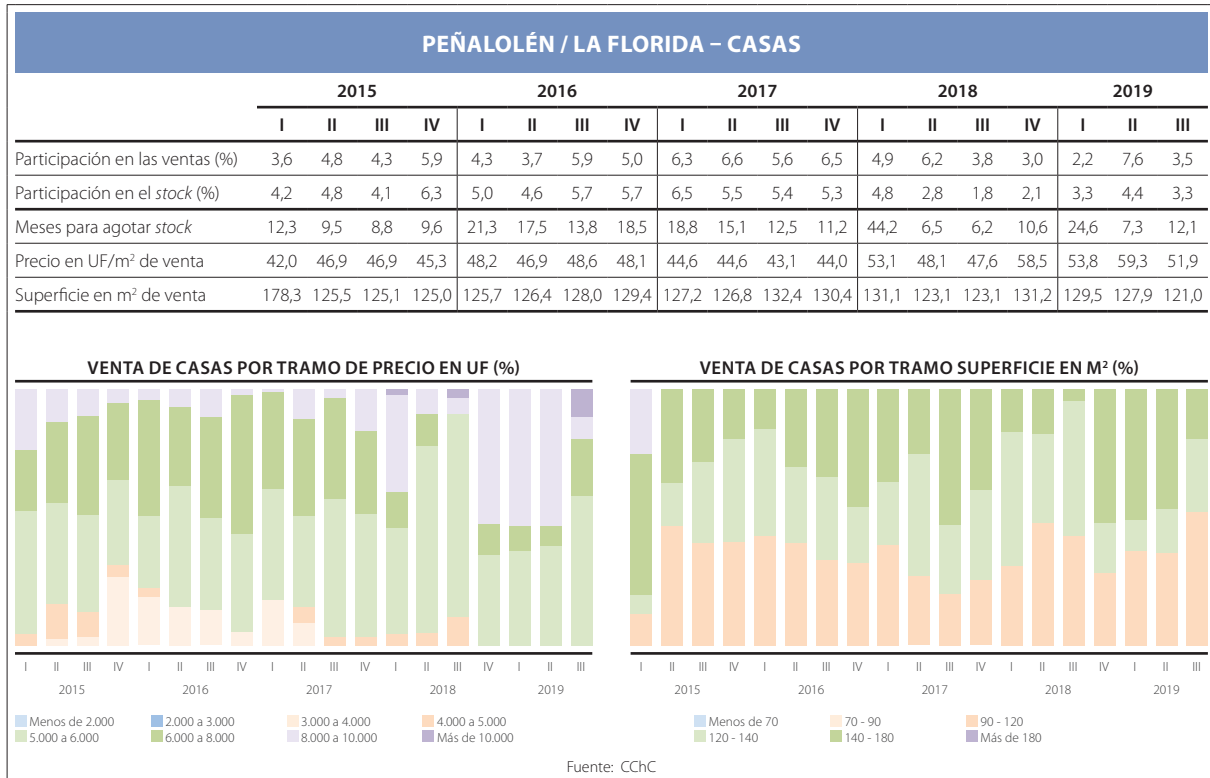 PEÑALOLÉN / LA FLORIDA – CASAS
2015 2016 2017 2018 2019
I II III IV I II III IV I II III IV I II III IV I II III
Participación en las ventas (%) 3,6 4,8 4,3 5,9 4,3 3,7 5,9 5,0 6,3 6,6 5,6 6,5 4,9 6,2 3,8 3,0 2,2 7,6 3,5
Participación en el stock (%) 4,2 4,8 4,1 6,3 5,0 4,6 5,7 5,7 6,5 5,5 5,4 5,3 4,8 2,8 1,8 2,1 3,3 4,4 3,3
Meses para agotar stock 12,3 9,5 8,8 9,6 21,3 17,5 13,8 18,5 18,8 15,1 12,5 11,2 44,2 6,5 6,2 10,6 24,6 7,3 12,1
Precio en UF/m² de venta 42,0 46,9 46,9 45,3 48,2 46,9 48,6 48,1 44,6 44,6 43,1 44,0 53,1 48,1 47,6 58,5 53,8 59,3 51,9
Superficie en m² de venta 178,3 125,5 125,1 125,0 125,7 126,4 128,0 129,4 127,2 126,8 132,4 130,4 131,1 123,1 123,1 131,2 129,5 127,9 121,0
VENTA DE CASAS POR TRAMO DE PRECIO EN UF (%)
I II III IV I II III IV I II III IV I II III IV I II III
2015 2016 2017 2018 2019
Menos de 2.000 2.000 a 3.000 3.000 a 4.000 4.000 a 5.000
5.000 a 6.000 6.000 a 8.000 8.000 a 10.000 Más de 10.000
VENTA DE CASAS POR TRAMO SUPERFICIE EN M² (%)
I II III IV I II III IV I II III IV I II III IV I II III
2015 2016 2017 2018 2019
Menos de 70 70 - 90 90 - 120
120 - 140 140 - 180 Más de 180
Fuente: CChC